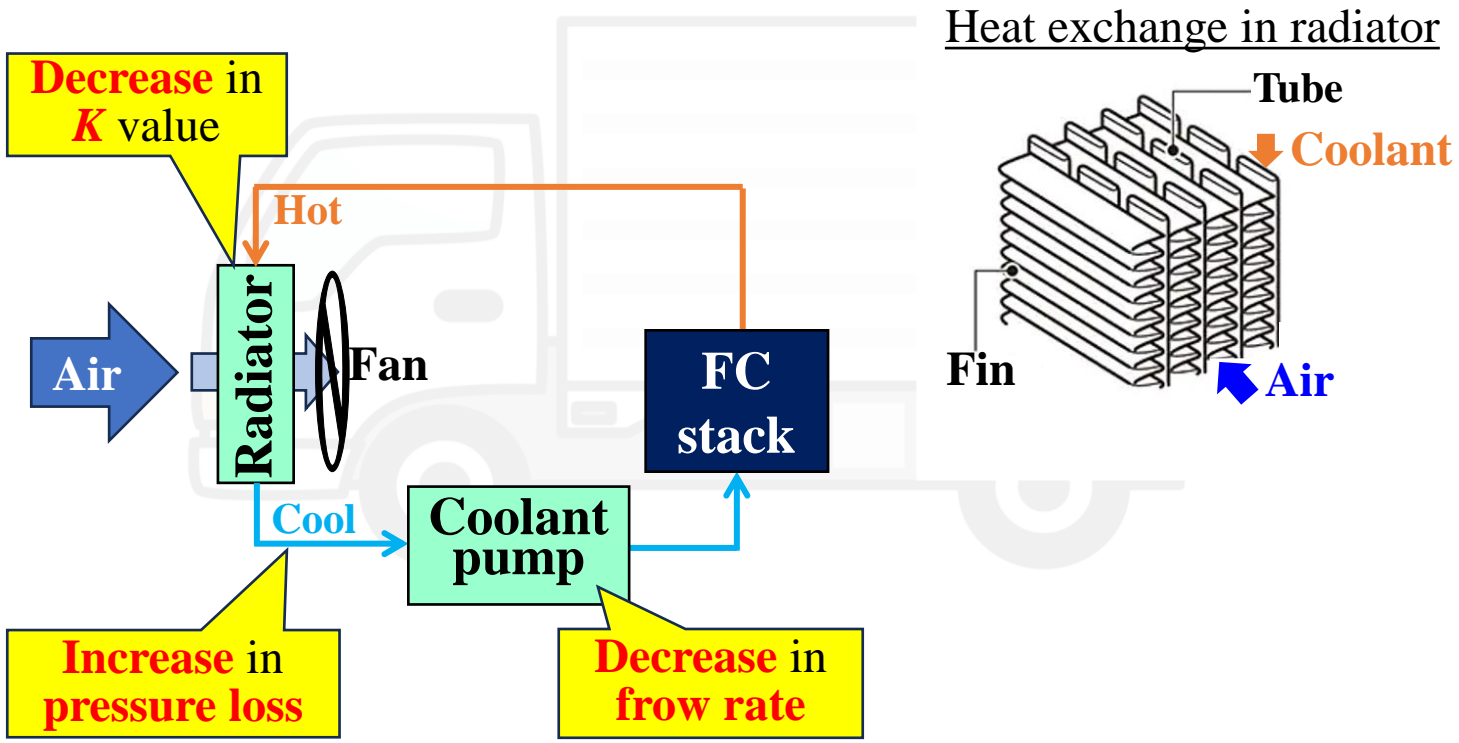 Heat exchange in radiator
Decrease in
K value
Tube
Coolant
Hot
Radiator
Air
Fan
FC
stack
Fin
Air
Cool
Coolant
pump
Increase in
pressure loss
Decrease in
frow rate